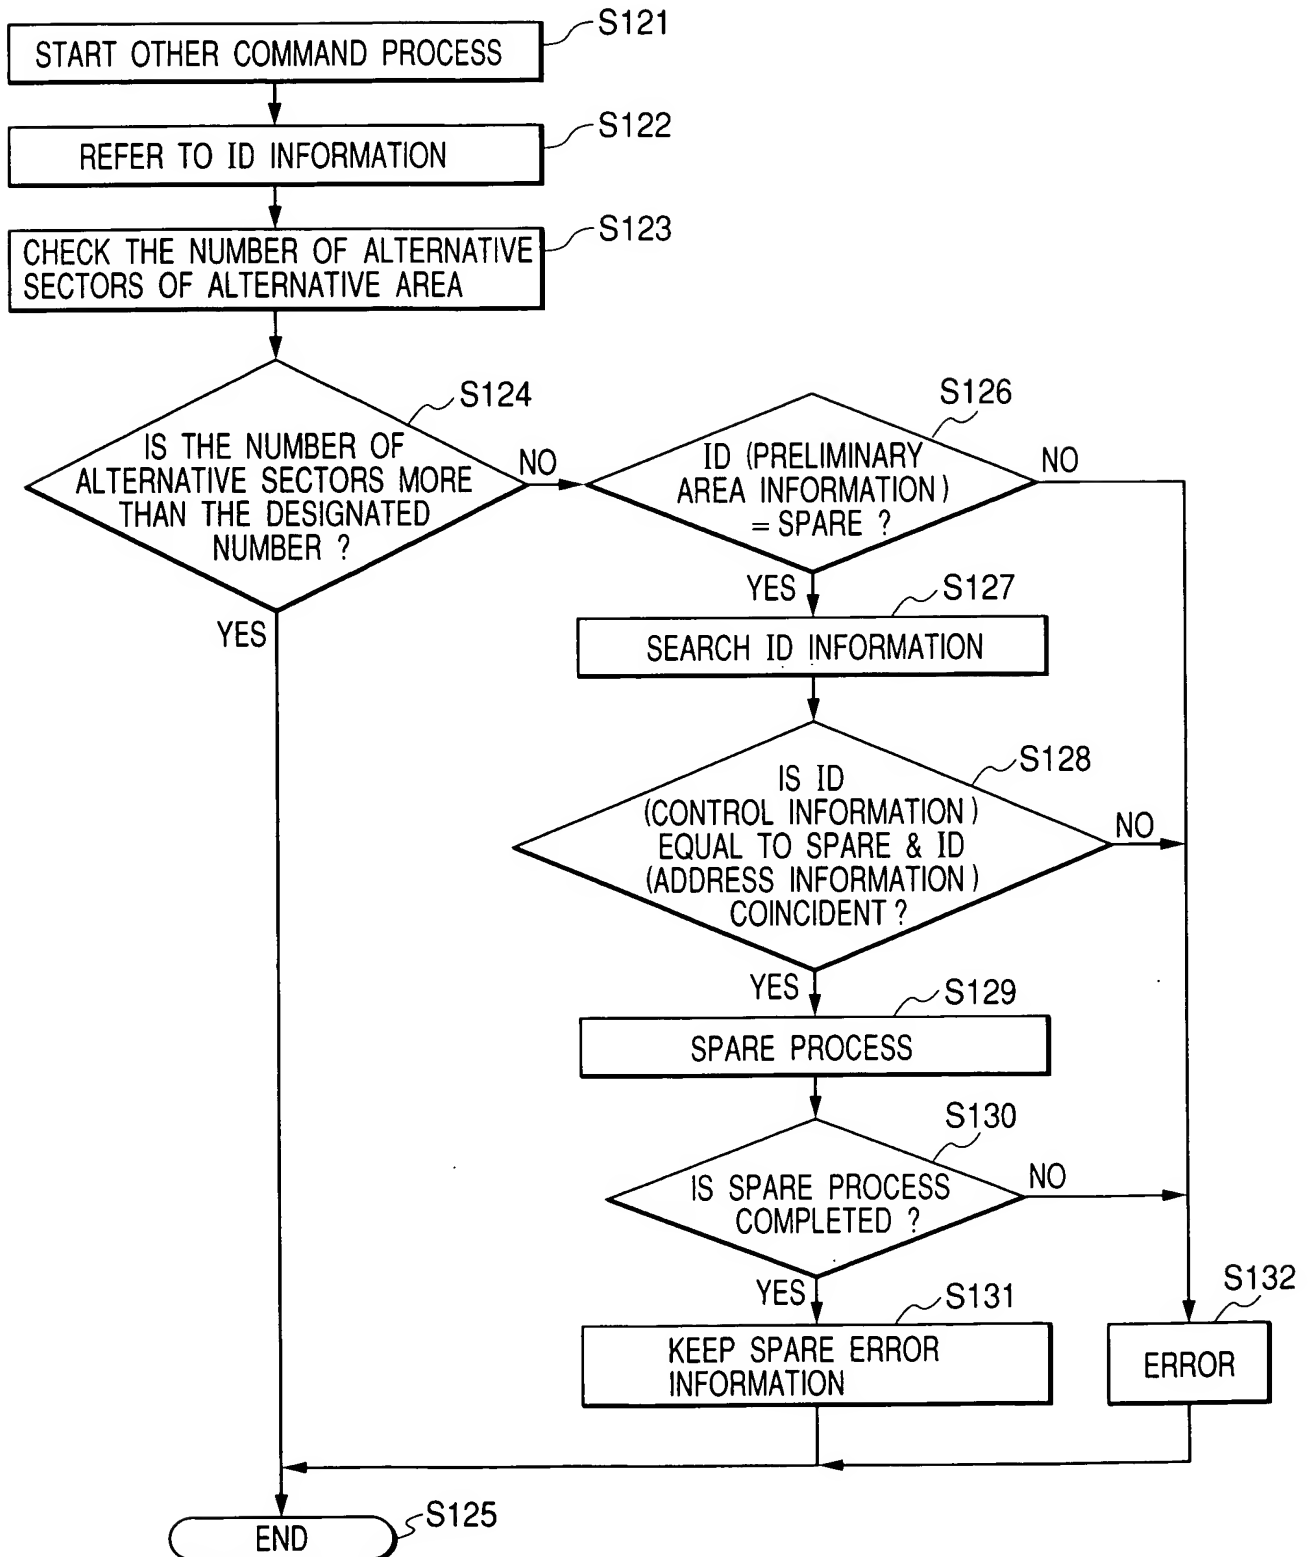 S121
START OTHER COMMAND PROCESS
S122
REFER TO ID INFORMATION
S123
CHECK THE NUMBER OF ALTERNATIVE
SECTORS OF ALTERNATIVE AREA
S124
IS THE NUMBER OF
ALTERNATIVE SECTORS MORE
THAN THE DESIGNATED
NUMBER ?
NO
YES
S126
ID (PRELIMINARY
AREA INFORMATION)
= SPARE ?
NO
YES
S127
SEARCH ID INFORMATION
S128
IS ID
(CONTROL INFORMATION)
EQUAL TO SPARE & ID
(ADDRESS INFORMATION)
COINCIDENT ?
NO
YES
S129
SPARE PROCESS
S130
IS SPARE PROCESS
COMPLETED ?
NO
YES
S131
KEEP SPARE ERROR
INFORMATION
S132
ERROR
S125
END